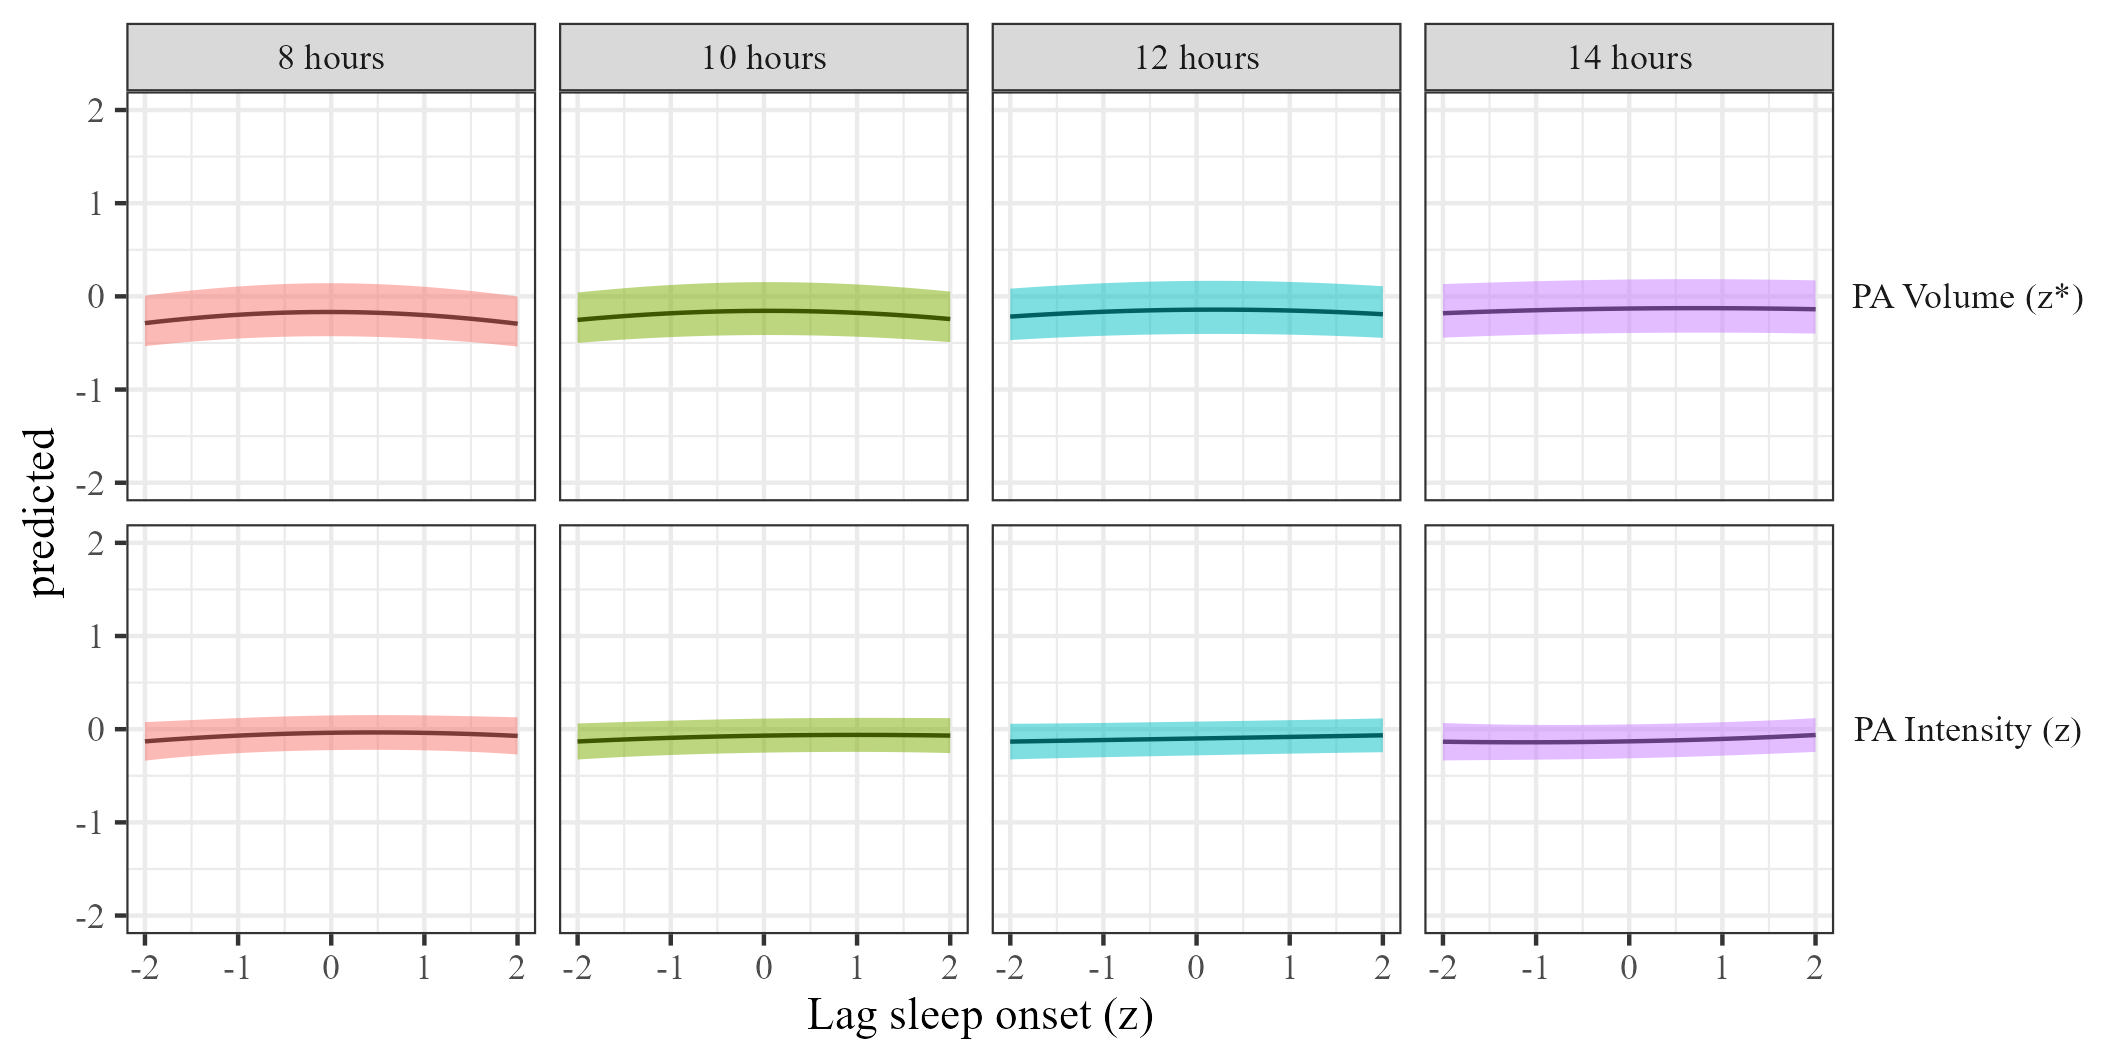 8 hours 10 hours 12 hours 14 hours
2
1
0
-1
-2
PA Volume (z*)
predicted
2
1
0
-1
-2
PA Intensity (z)
-2 -1 0 1 2 -2 -1 0 1 2 -2 -1 0 1 2 -2 -1 0 1 2
Lag sleep onset (z)